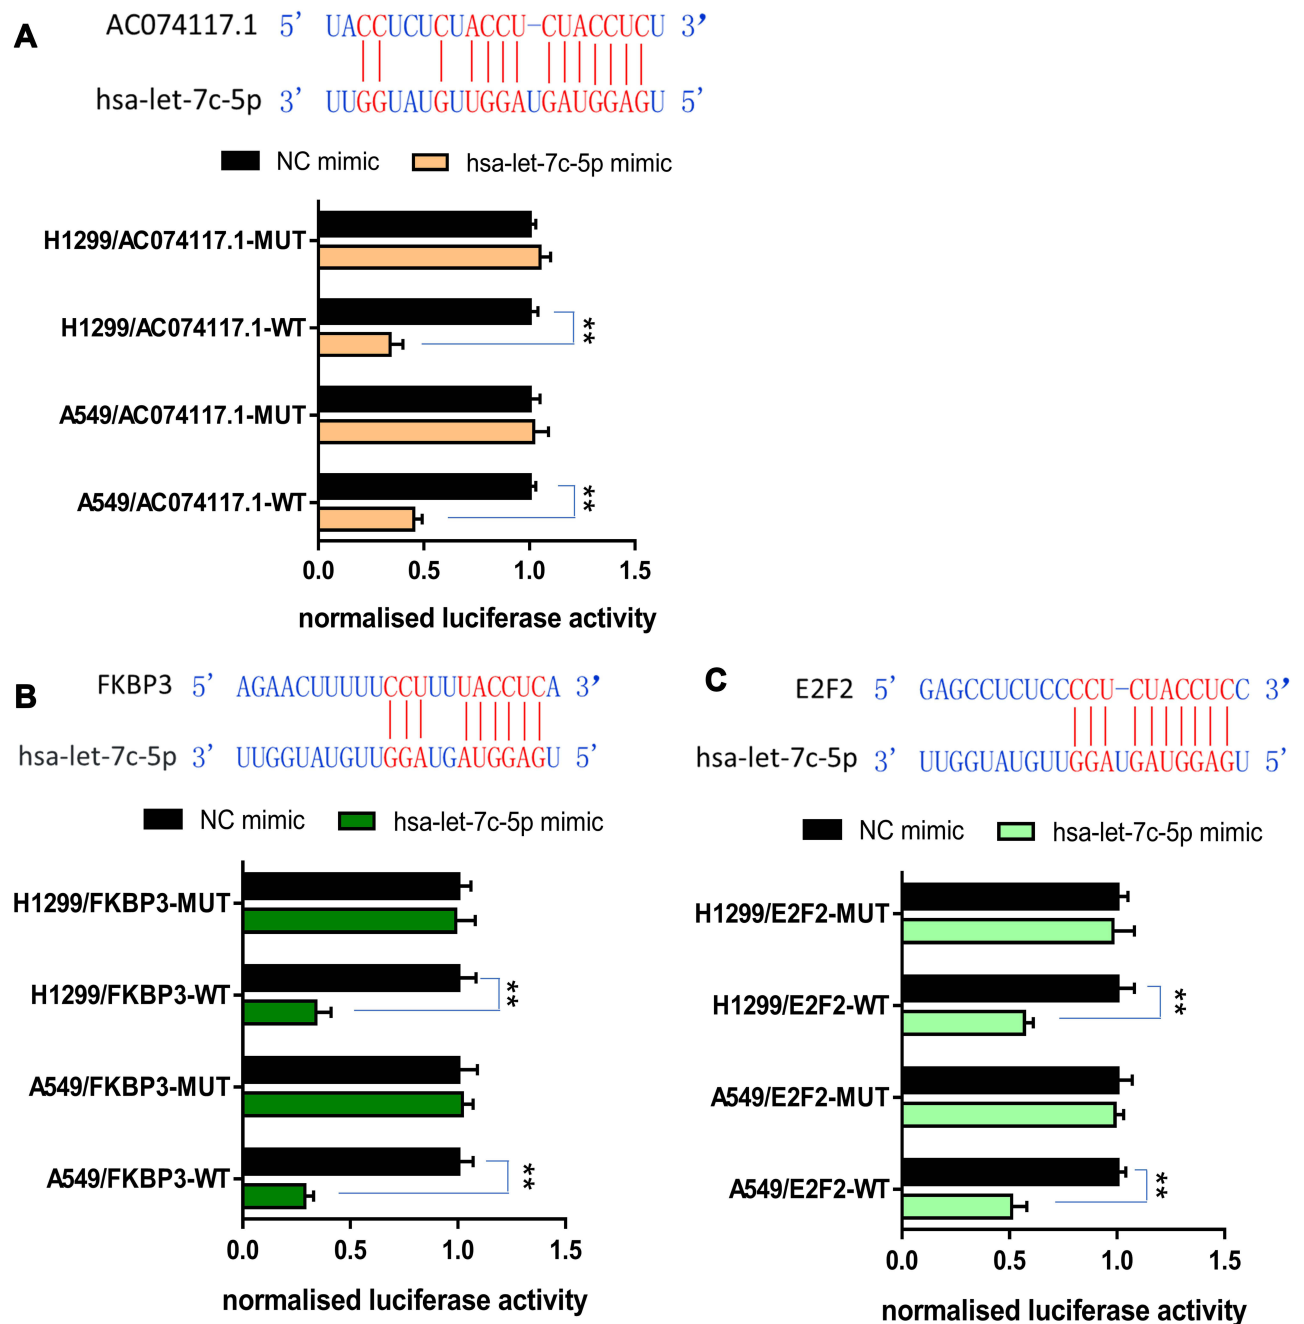 A
AC074117.1 5' UACCUCUCUACCU-CUACCUCU 3'
hsa-let-7c-5p 3' UUGGUAUGUUGGAUGAUGGAGU 5'
NC mimic hsa-let-7c-5p mimic
H1299/AC074117.1-MUT
H1299/AC074117.1-WT
**
A549/AC074117.1-MUT
A549/AC074117.1-WT
**
0.0 0.5 1.0 1.5
normalised luciferase activity
B
FKBP3 5' AGAACUUUUUCCUUUUACCUCA 3'
hsa-let-7c-5p 3' UUGGUAUGUUGGAUGAUGGAGU 5'
NC mimic hsa-let-7c-5p mimic
H1299/FKBP3-MUT
H1299/FKBP3-WT
**
A549/FKBP3-MUT
A549/FKBP3-WT
**
0.0 0.5 1.0 1.5
normalised luciferase activity
C
E2F2 5' GAGCCUCUCCCCU-CUACCUCC 3'
hsa-let-7c-5p 3' UUGGUAUGUUGGAUGAUGGAGU 5'
NC mimic hsa-let-7c-5p mimic
H1299/E2F2-MUT
H1299/E2F2-WT
**
A549/E2F2-MUT
A549/E2F2-WT
**
0.0 0.5 1.0 1.5
normalised luciferase activity